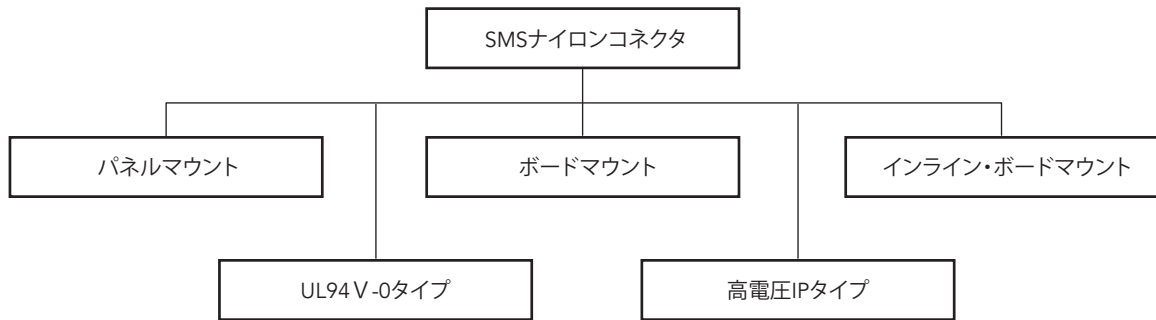 SMSナイロンコネクタ
パネルマウント
ボードマウント
インライン・ボードマウント
UL94 V -0タイプ
高電圧IPタイプ